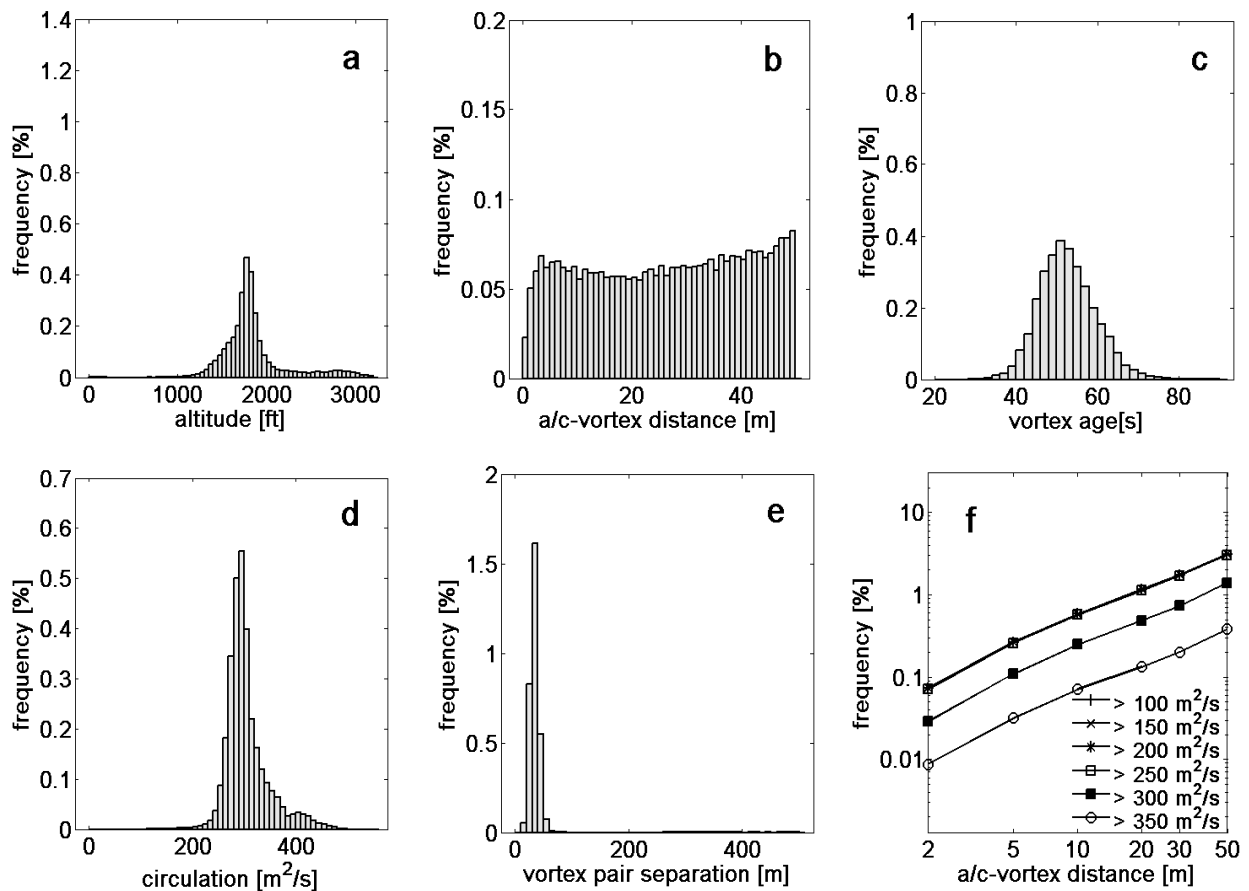 a
frequency [%]
1.4
1.2
1
0.8
0.6
0.4
0.2
0
0 1000 2000 3000
altitude [ft]
b
frequency [%]
0.2
0.15
0.1
0.05
0
0 20 40
a/c-vortex distance [m]
c
frequency [%]
1
0.8
0.6
0.4
0.2
0
20 40 60 80
vortex age[s]
d
frequency [%]
0.7
0.6
0.5
0.4
0.3
0.2
0.1
0
0 200 400
circulation [m²/s]
e
frequency [%]
2
1.5
1
0.5
0
0 200 400
vortex pair separation [m]
f
frequency [%]
10
1
0.1
0.01
> 100 m²/s
> 150 m²/s
> 200 m²/s
> 250 m²/s
> 300 m²/s
> 350 m²/s
2 5 10 20 30 50
a/c-vortex distance [m]